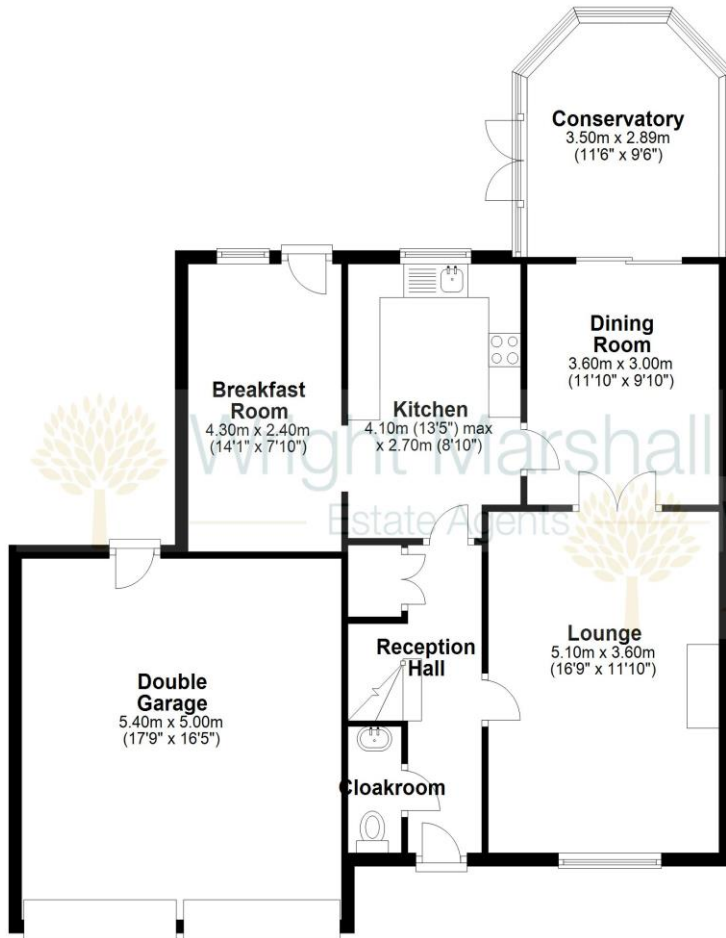 Conservatory
3.50m x 2.89m
(11'6" x 9'6")
Dining
Room
3.60m x 3.00m
(11'10" x 9'10")
Breakfast
Room
4.30m x 2.40m
(14'1" x 7'10")
Kitchen
4.10m (13'5") max
x 2.70m (8'10")
Wright Marshall
Estate Agents
Lounge
5.10m x 3.60m
(16'9" x 11'10")
Reception
Hall
Double
Garage
5.40m x 5.00m
(17'9" x 16'5")
Cloakroom